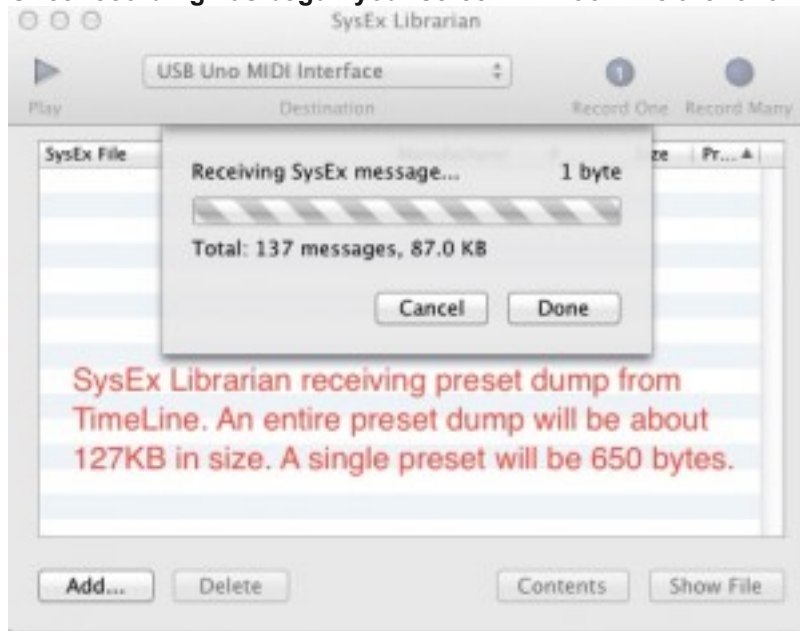 SysEx Librarian
USB Uno MIDI Interface
Play Destination Record One Record Many
SysEx File ze Pr...
Receiving SysEx message... 1 byte
Total: 137 messages, 87.0 KB
Cancel Done
SysEx Librarian receiving preset dump from
TimeLine. An entire preset dump will be about
127KB in size. A single preset will be 650 bytes.
Add... Delete Contents Show File